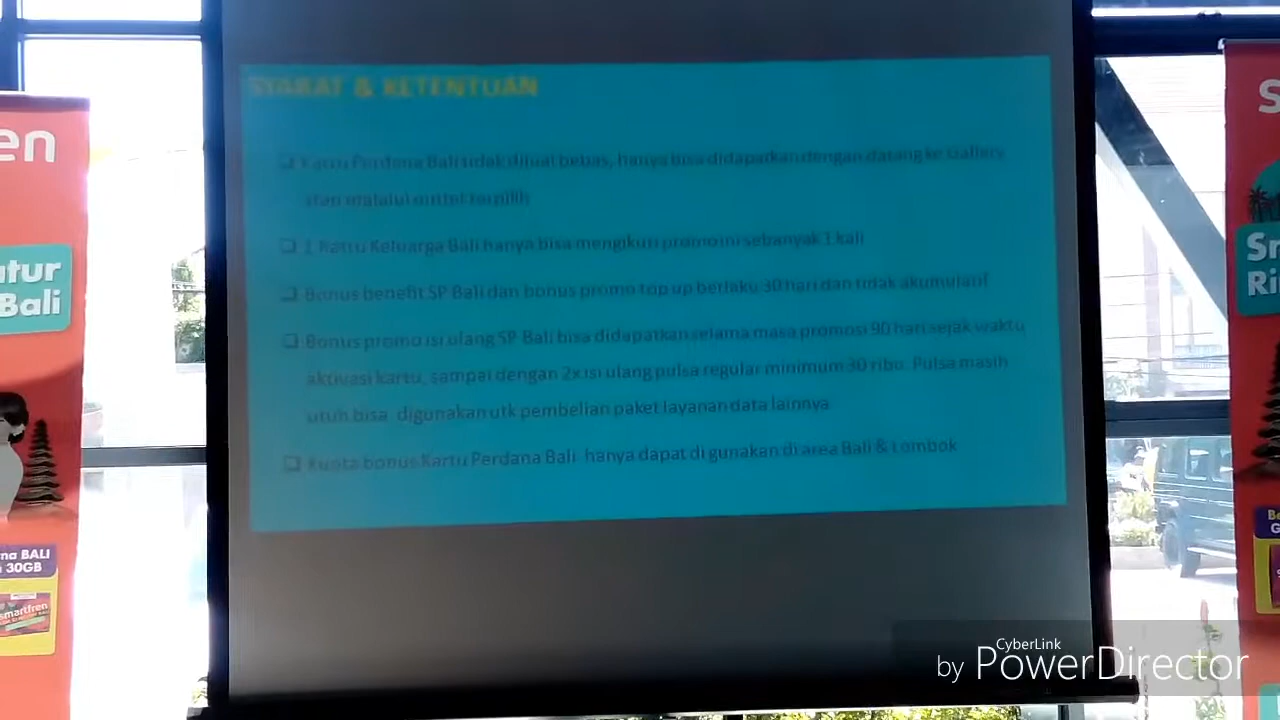 SYARAT & KETENTUAN
Kartu Perdana Bali tidak dijual bebas, hanya bisa didapatkan dengan datang ke Gallery
atau melalui outlet terpilih
1 Kartu Keluarga Bali hanya bisa mengikuti promo ini sebanyak 1 kali
Bonus benefit SP Bali dan bonus promo top up berlaku 30 hari dan tidak akumulatif
Bonus promo isi ulang SP Bali bisa didapatkan selama masa promosi 90 hari sejak waktu
aktivasi kartu, sampai dengan 2x isi ulang pulsa regular minimum 30 ribu. Pulsa masih
utuh bisa digunakan utk pembelian paket layanan data lainnya
Kuota bonus Kartu Perdana Bali hanya dapat di gunakan di area Bali & Lombok
en
atur
Bali
na BALI
30GB
smartfren
S
Sm
Ri
CyberLink
by PowerDirector